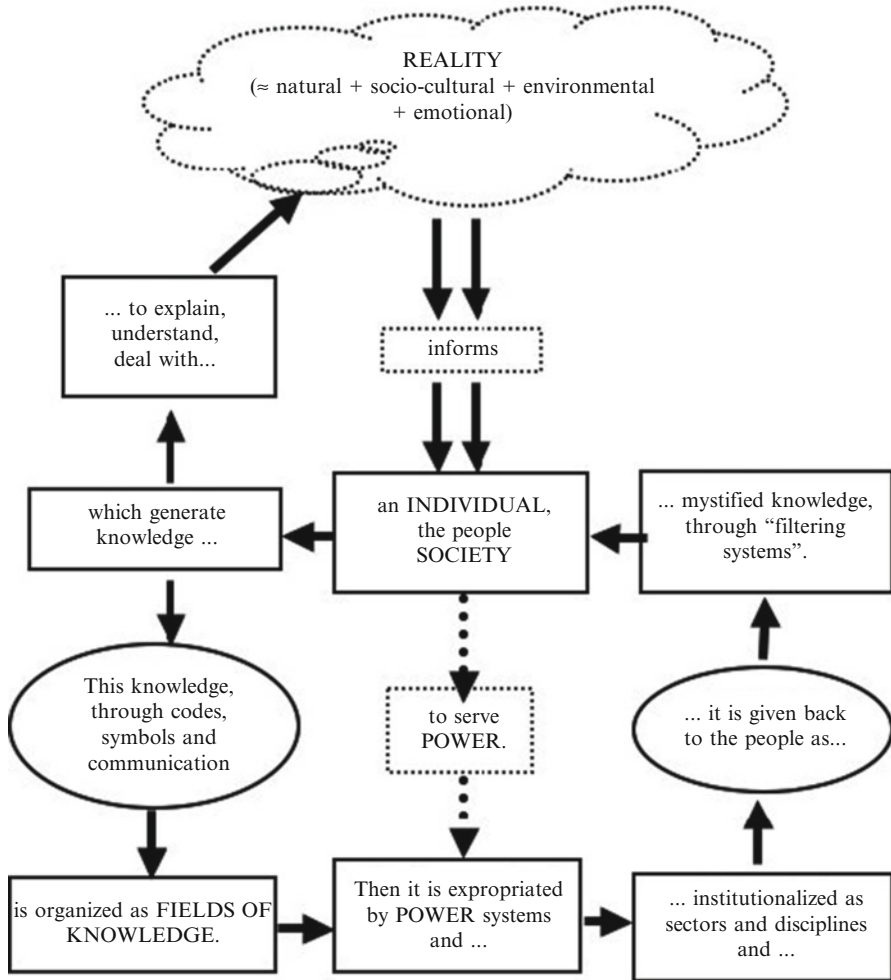 REALITY
(≈ natural + socio-cultural + environmental
+ emotional)
... to explain,
understand,
deal with...
informs
which generate
knowledge ...
an INDIVIDUAL,
the people
SOCIETY
... mystified knowledge,
through “filtering
systems”.
This knowledge,
through codes,
symbols and
communication
to serve
POWER.
... it is given back
to the people as...
is organized as FIELDS OF
KNOWLEDGE.
Then it is expropriated
by POWER systems
and ...
... institutionalized as
sectors and disciplines
and ...